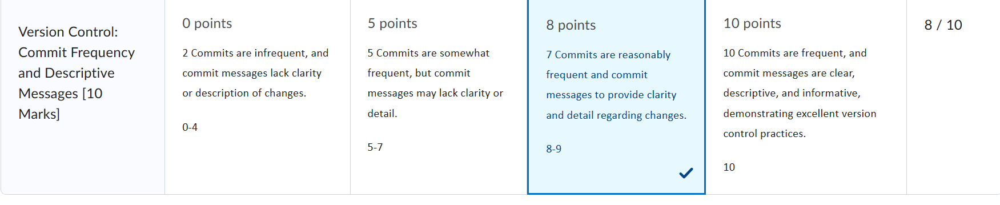 Version Control:
Commit Frequency
and Descriptive
Messages [10
Marks]
0 points
2 Commits are infrequent, and
commit messages lack clarity
or description of changes.
0-4
5 points
5 Commits are somewhat
frequent, but commit
messages may lack clarity or
detail.
5-7
8 points
7 Commits are reasonably
frequent and commit
messages to provide clarity
and detail regarding changes.
8-9
10 points
10 Commits are frequent, and
commit messages are clear,
descriptive, and informative,
demonstrating excellent version
control practices.
10
8 / 10